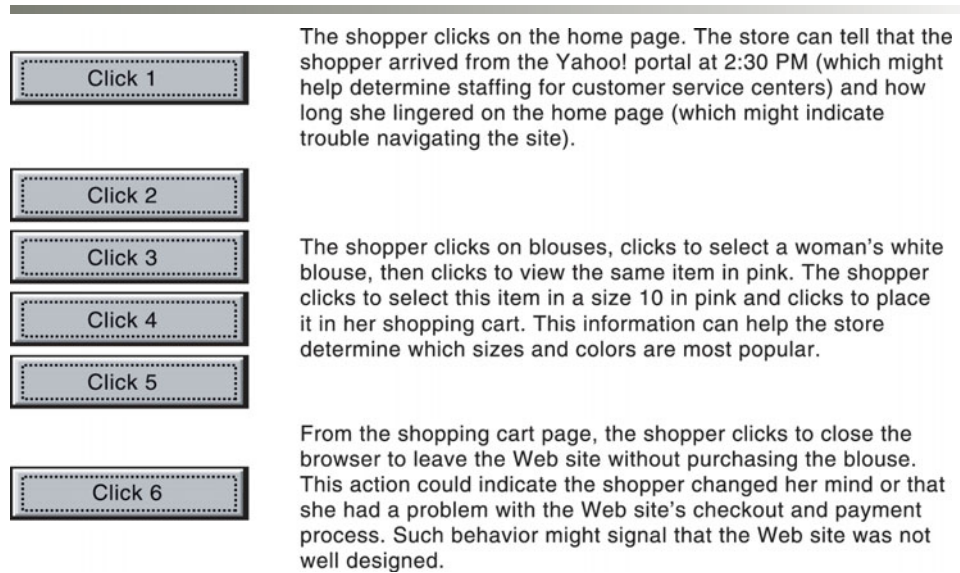 Click 1
The shopper clicks on the home page. The store can tell that the
shopper arrived from the Yahoo! portal at 2:30 PM (which might
help determine staffing for customer service centers) and how
long she lingered on the home page (which might indicate
trouble navigating the site).
Click 2
Click 3
Click 4
Click 5
The shopper clicks on blouses, clicks to select a woman's white
blouse, then clicks to view the same item in pink. The shopper
clicks to select this item in a size 10 in pink and clicks to place
it in her shopping cart. This information can help the store
determine which sizes and colors are most popular.
Click 6
From the shopping cart page, the shopper clicks to close the
browser to leave the Web site without purchasing the blouse.
This action could indicate the shopper changed her mind or that
she had a problem with the Web site's checkout and payment
process. Such behavior might signal that the Web site was not
well designed.